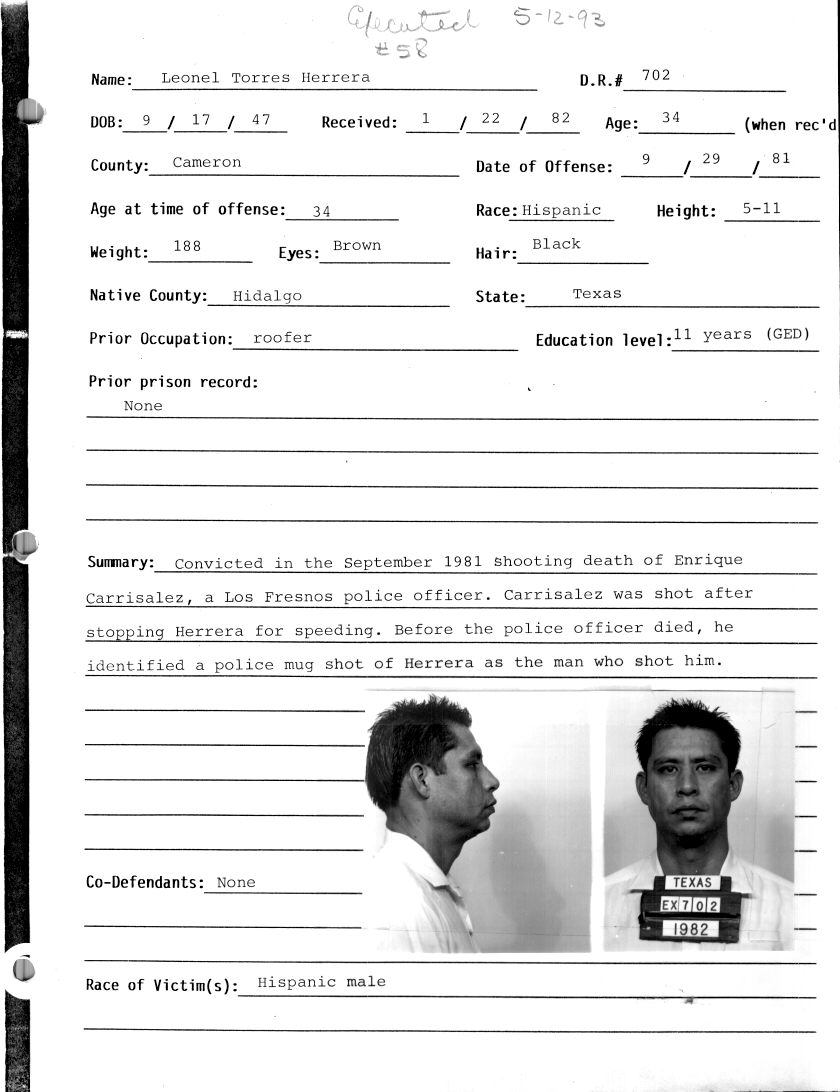 Executed 5-12-93
#58
Name: Leonel Torres Herrera D.R.# 702
DOB: 9 / 17 / 47 Received: 1 / 22 / 82 Age: 34 (when rec'd
County: Cameron Date of Offense: 9 / 29 / 81
Age at time of offense: 34 Race: Hispanic Height: 5-11
Weight: 188 Eyes: Brown Hair: Black
Native County: Hidalgo State: Texas
Prior Occupation: roofer Education level: 11 years (GED)
Prior prison record:
None
Summary: Convicted in the September 1981 shooting death of Enrique
Carrisalez, a Los Fresnos police officer. Carrisalez was shot after
stopping Herrera for speeding. Before the police officer died, he
identified a police mug shot of Herrera as the man who shot him.
TEXAS
EX 7 0 2
1982
Co-Defendants: None
Race of Victim(s): Hispanic male